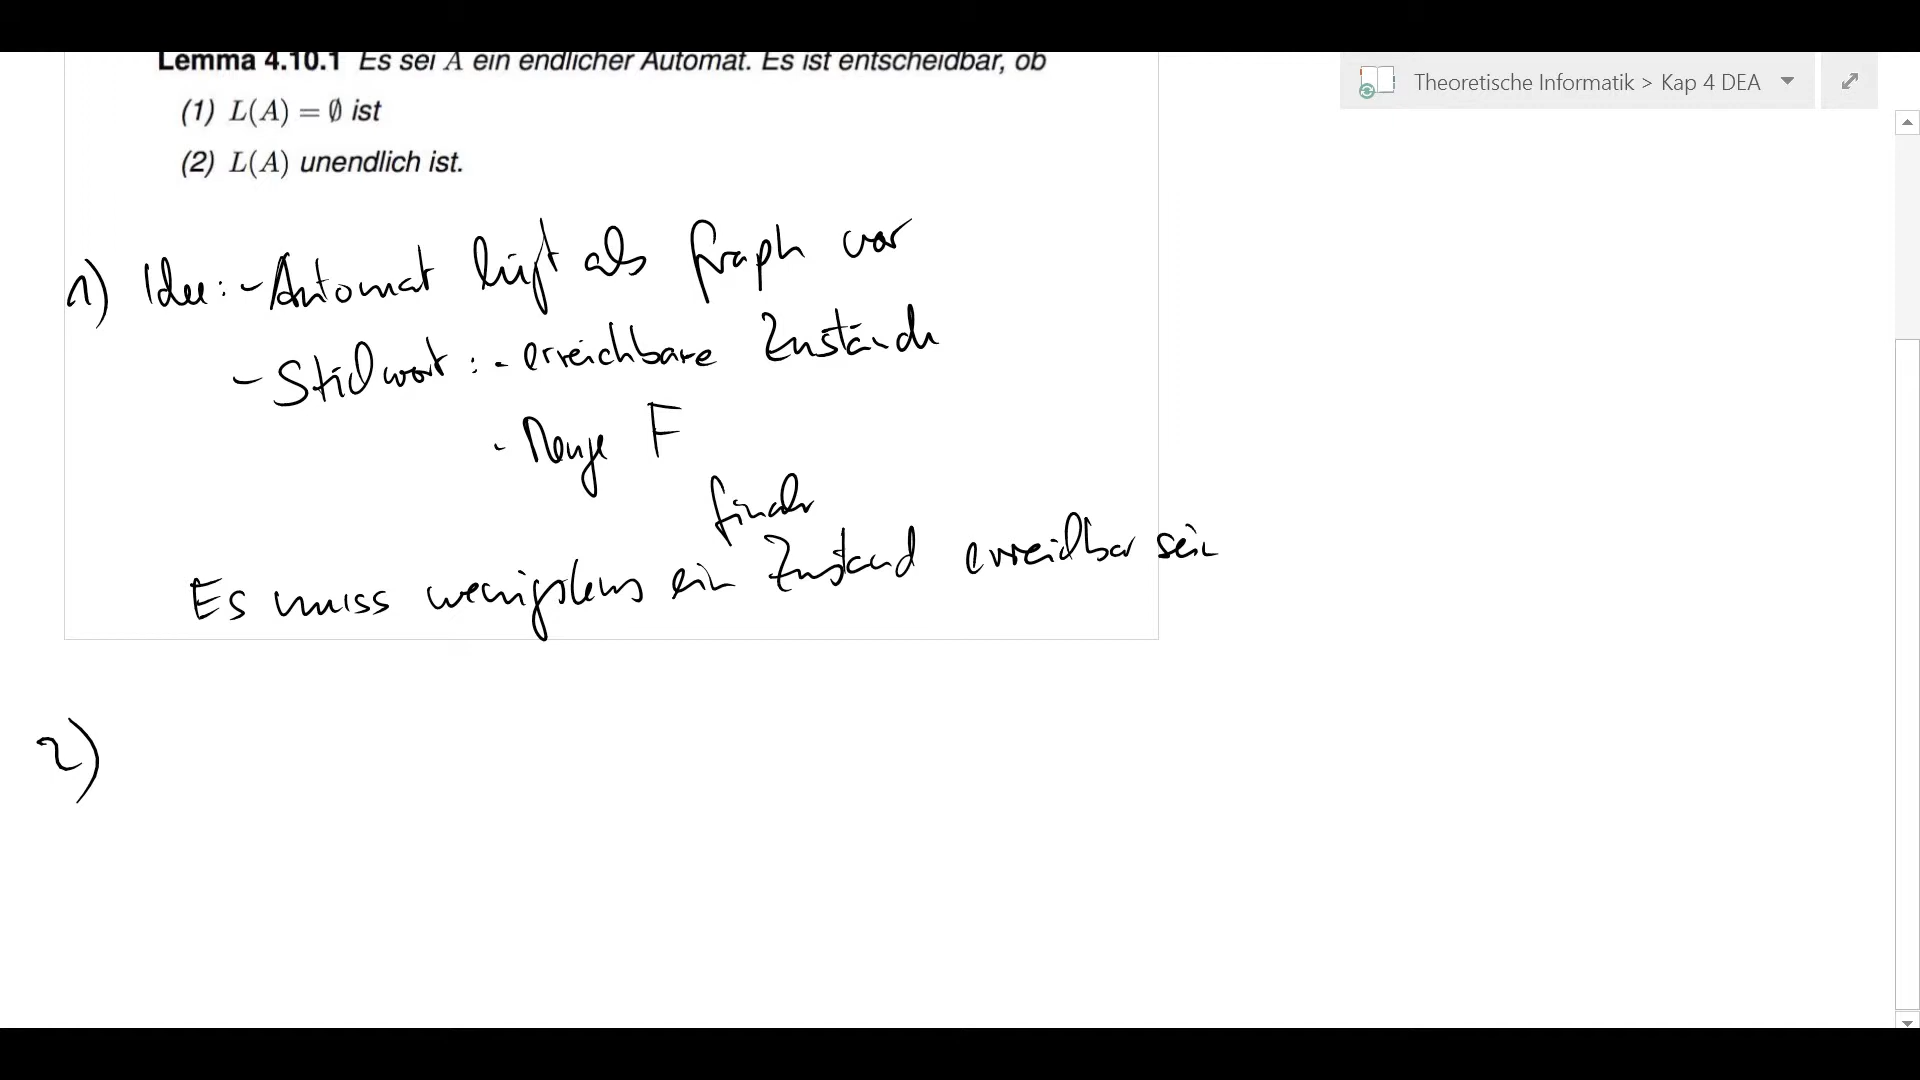 Lemma 4.10.1 Es sei A ein endlicher Automat. Es ist entscheidbar, ob
(1) L(A) = ∅ ist
(2) L(A) unendlich ist.
Theoretische Informatik > Kap 4 DEA
1) Idee: - Automat liegt als Graph vor
- Stichwort: - erreichbare Zustände
- Menge F
finaler
Es muss wenigstens ein Zustand erreichbar sein
2)